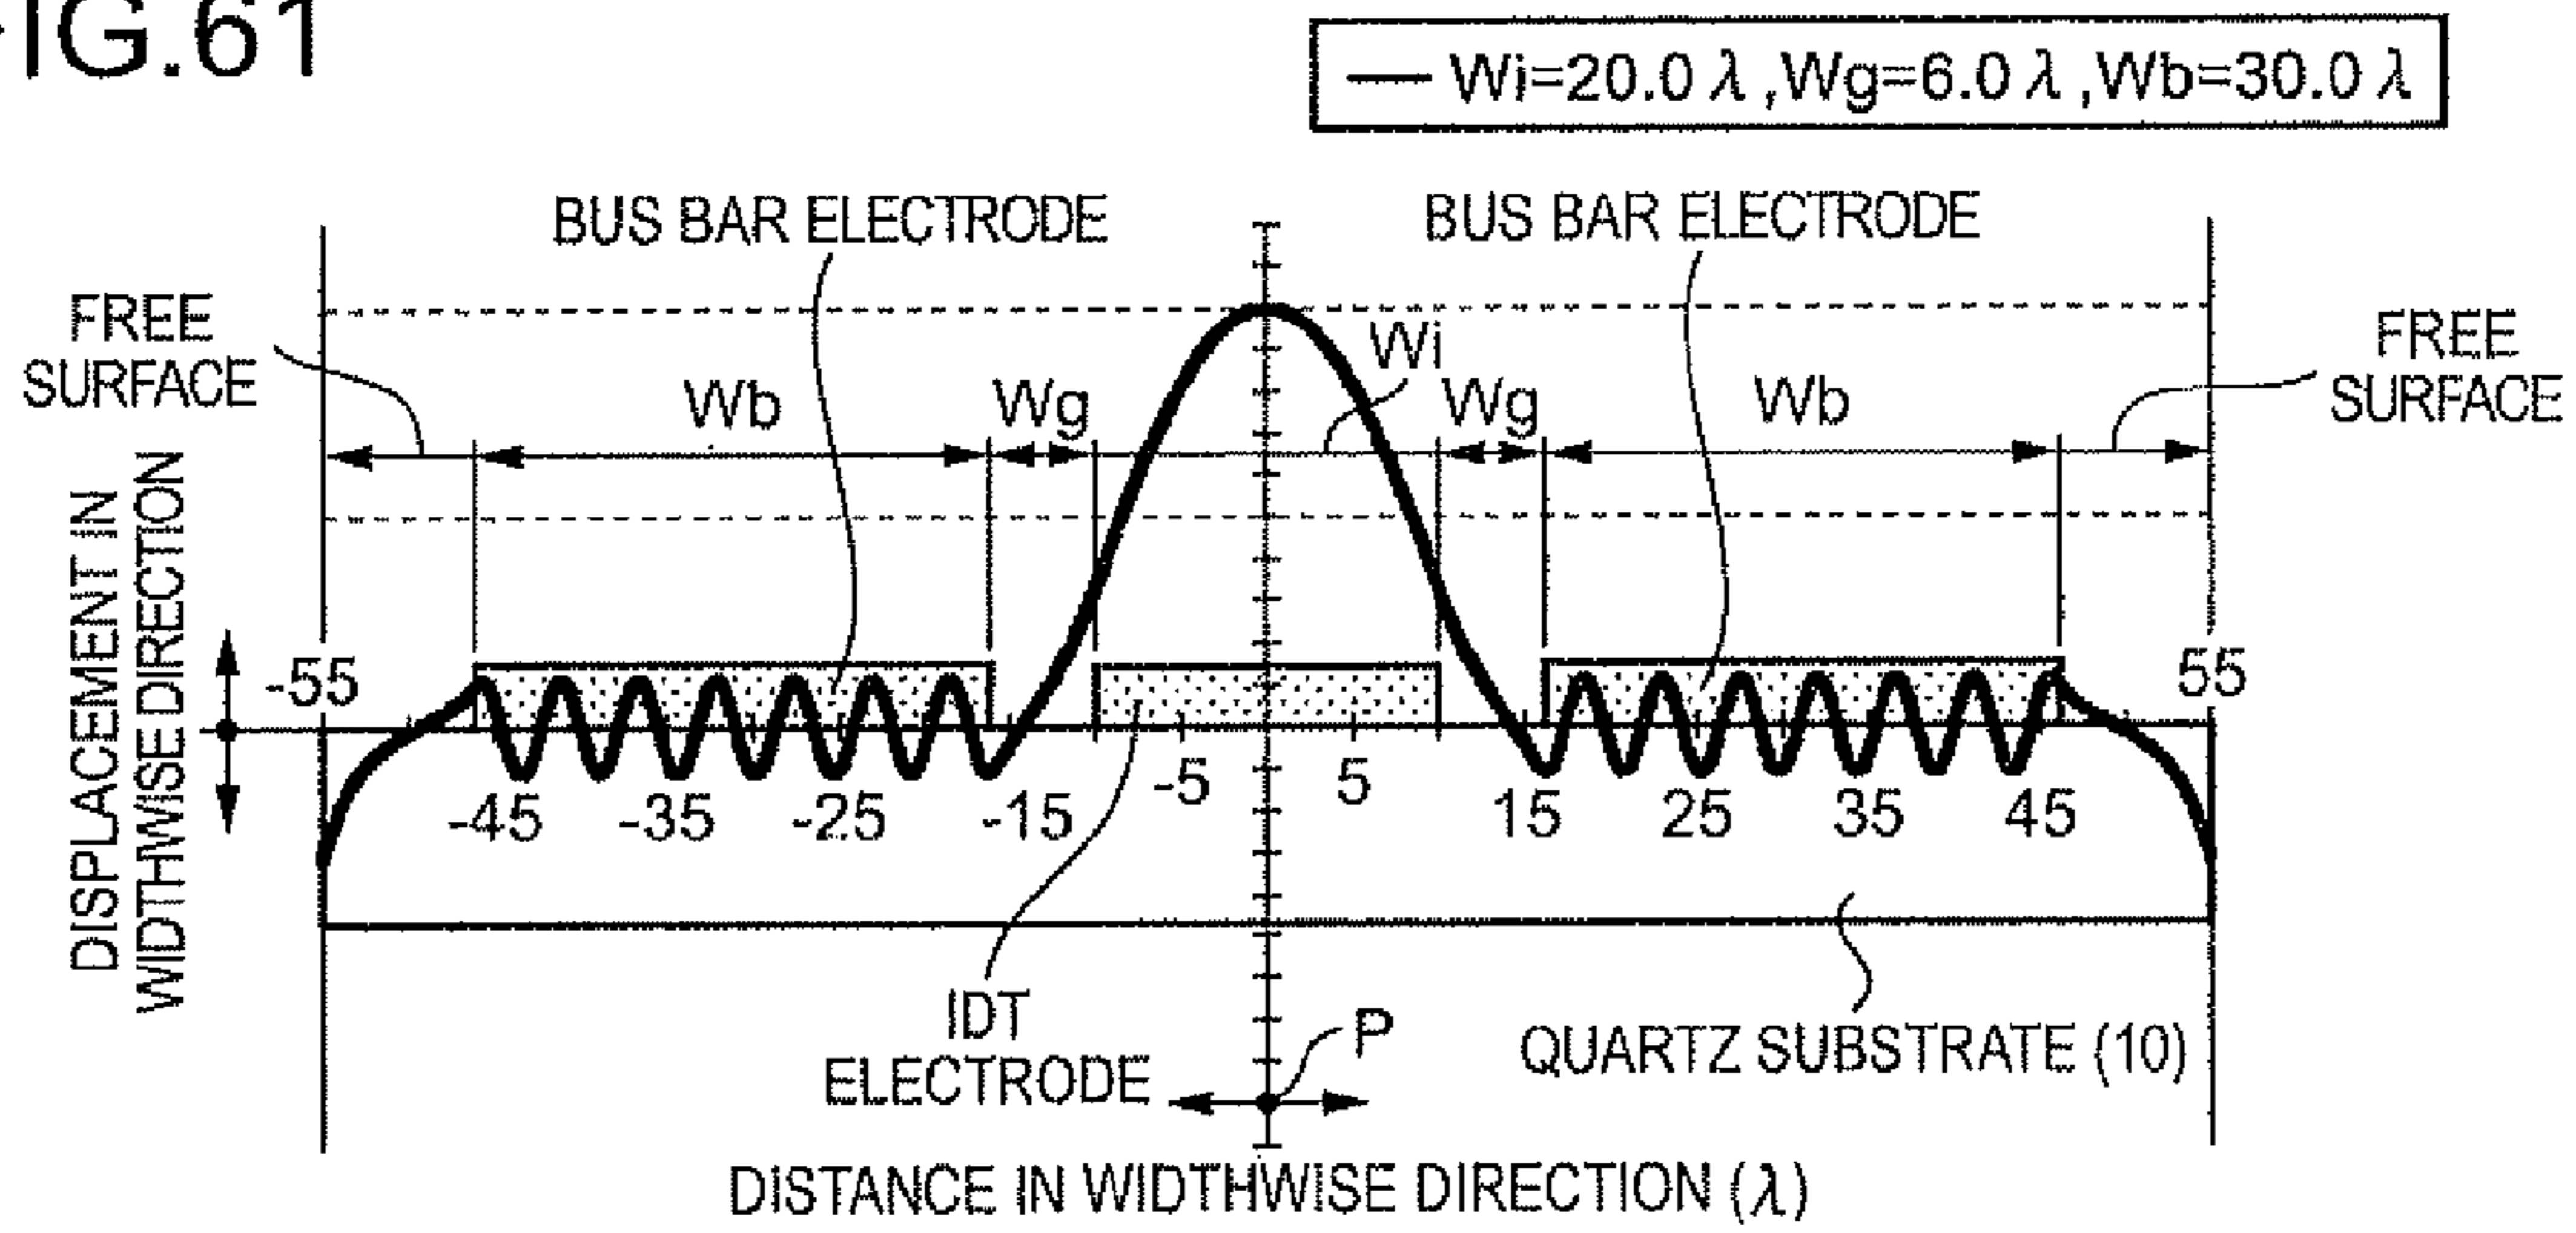 FIG.61
Wi=20.0 λ ,Wg=6.0 λ ,Wb=30.0 λ
BUS BAR ELECTRODE
BUS BAR ELECTRODE
FREE
SURFACE
FREE
SURFACE
Wb
Wg
Wi
Wg
Wb
DISPLACEMENT IN
WIDTHWISE DIRECTION
-55
55
-45
-35
-25
-15
-5
5
15
25
35
45
IDT
ELECTRODE
P
QUARTZ SUBSTRATE (10)
DISTANCE IN WIDTHWISE DIRECTION (λ)